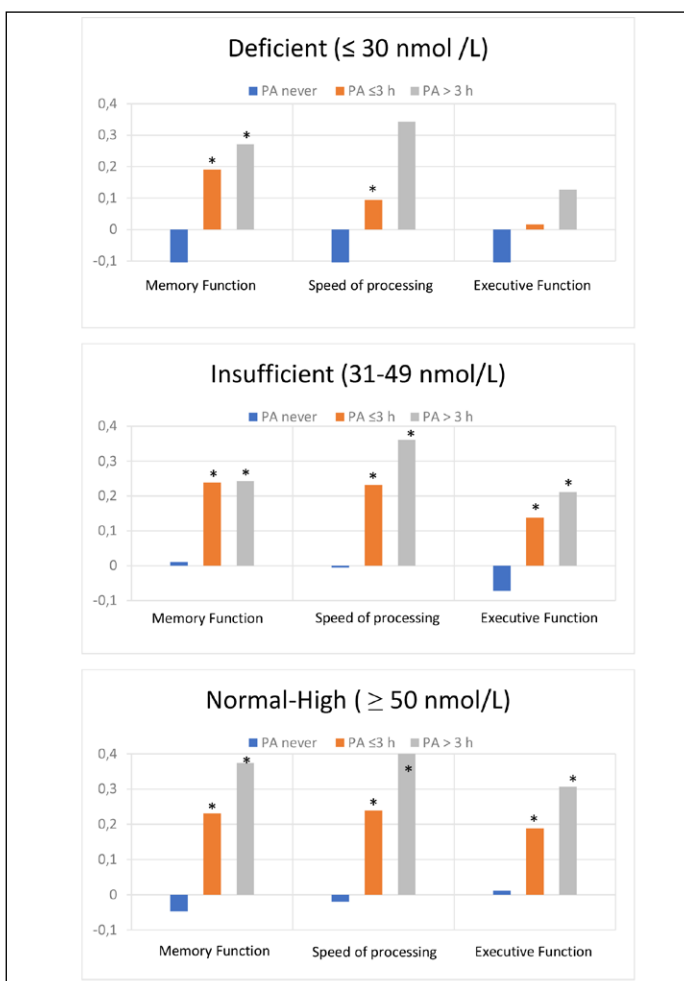 Deficient (≤ 30 nmol /L)
PA never PA ≤3 h PA > 3 h
0,4
0,3
* *
0,2
0,1 *
0
-0,1
Memory Function Speed of processing Executive Function
Insufficient (31-49 nmol/L)
PA never PA ≤3 h PA > 3 h
0,4 *
0,3
* * * *
0,2
*
0,1
0
-0,1
Memory Function Speed of processing Executive Function
Normal-High ( ≥ 50 nmol/L)
PA never PA ≤3 h PA > 3 h
0,4
* *
0,3 *
* *
0,2 *
0,1
0
-0,1
Memory Function Speed of processing Executive Function